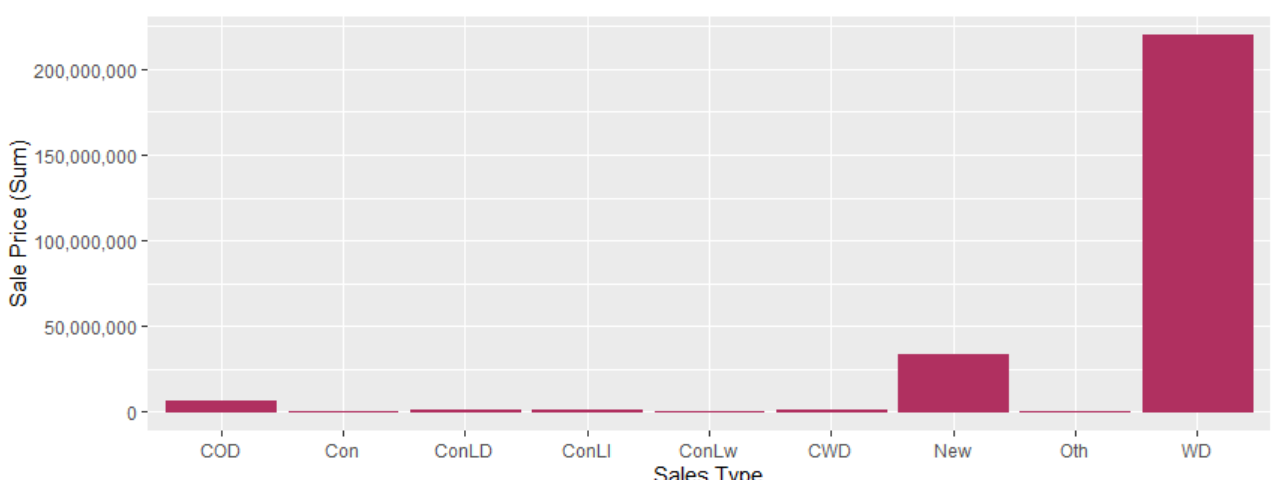 Sale Price (Sum)
200,000,000
150,000,000
100,000,000
50,000,000
0
COD Con ConLD ConLI ConLw CWD New Oth WD
Sales Type